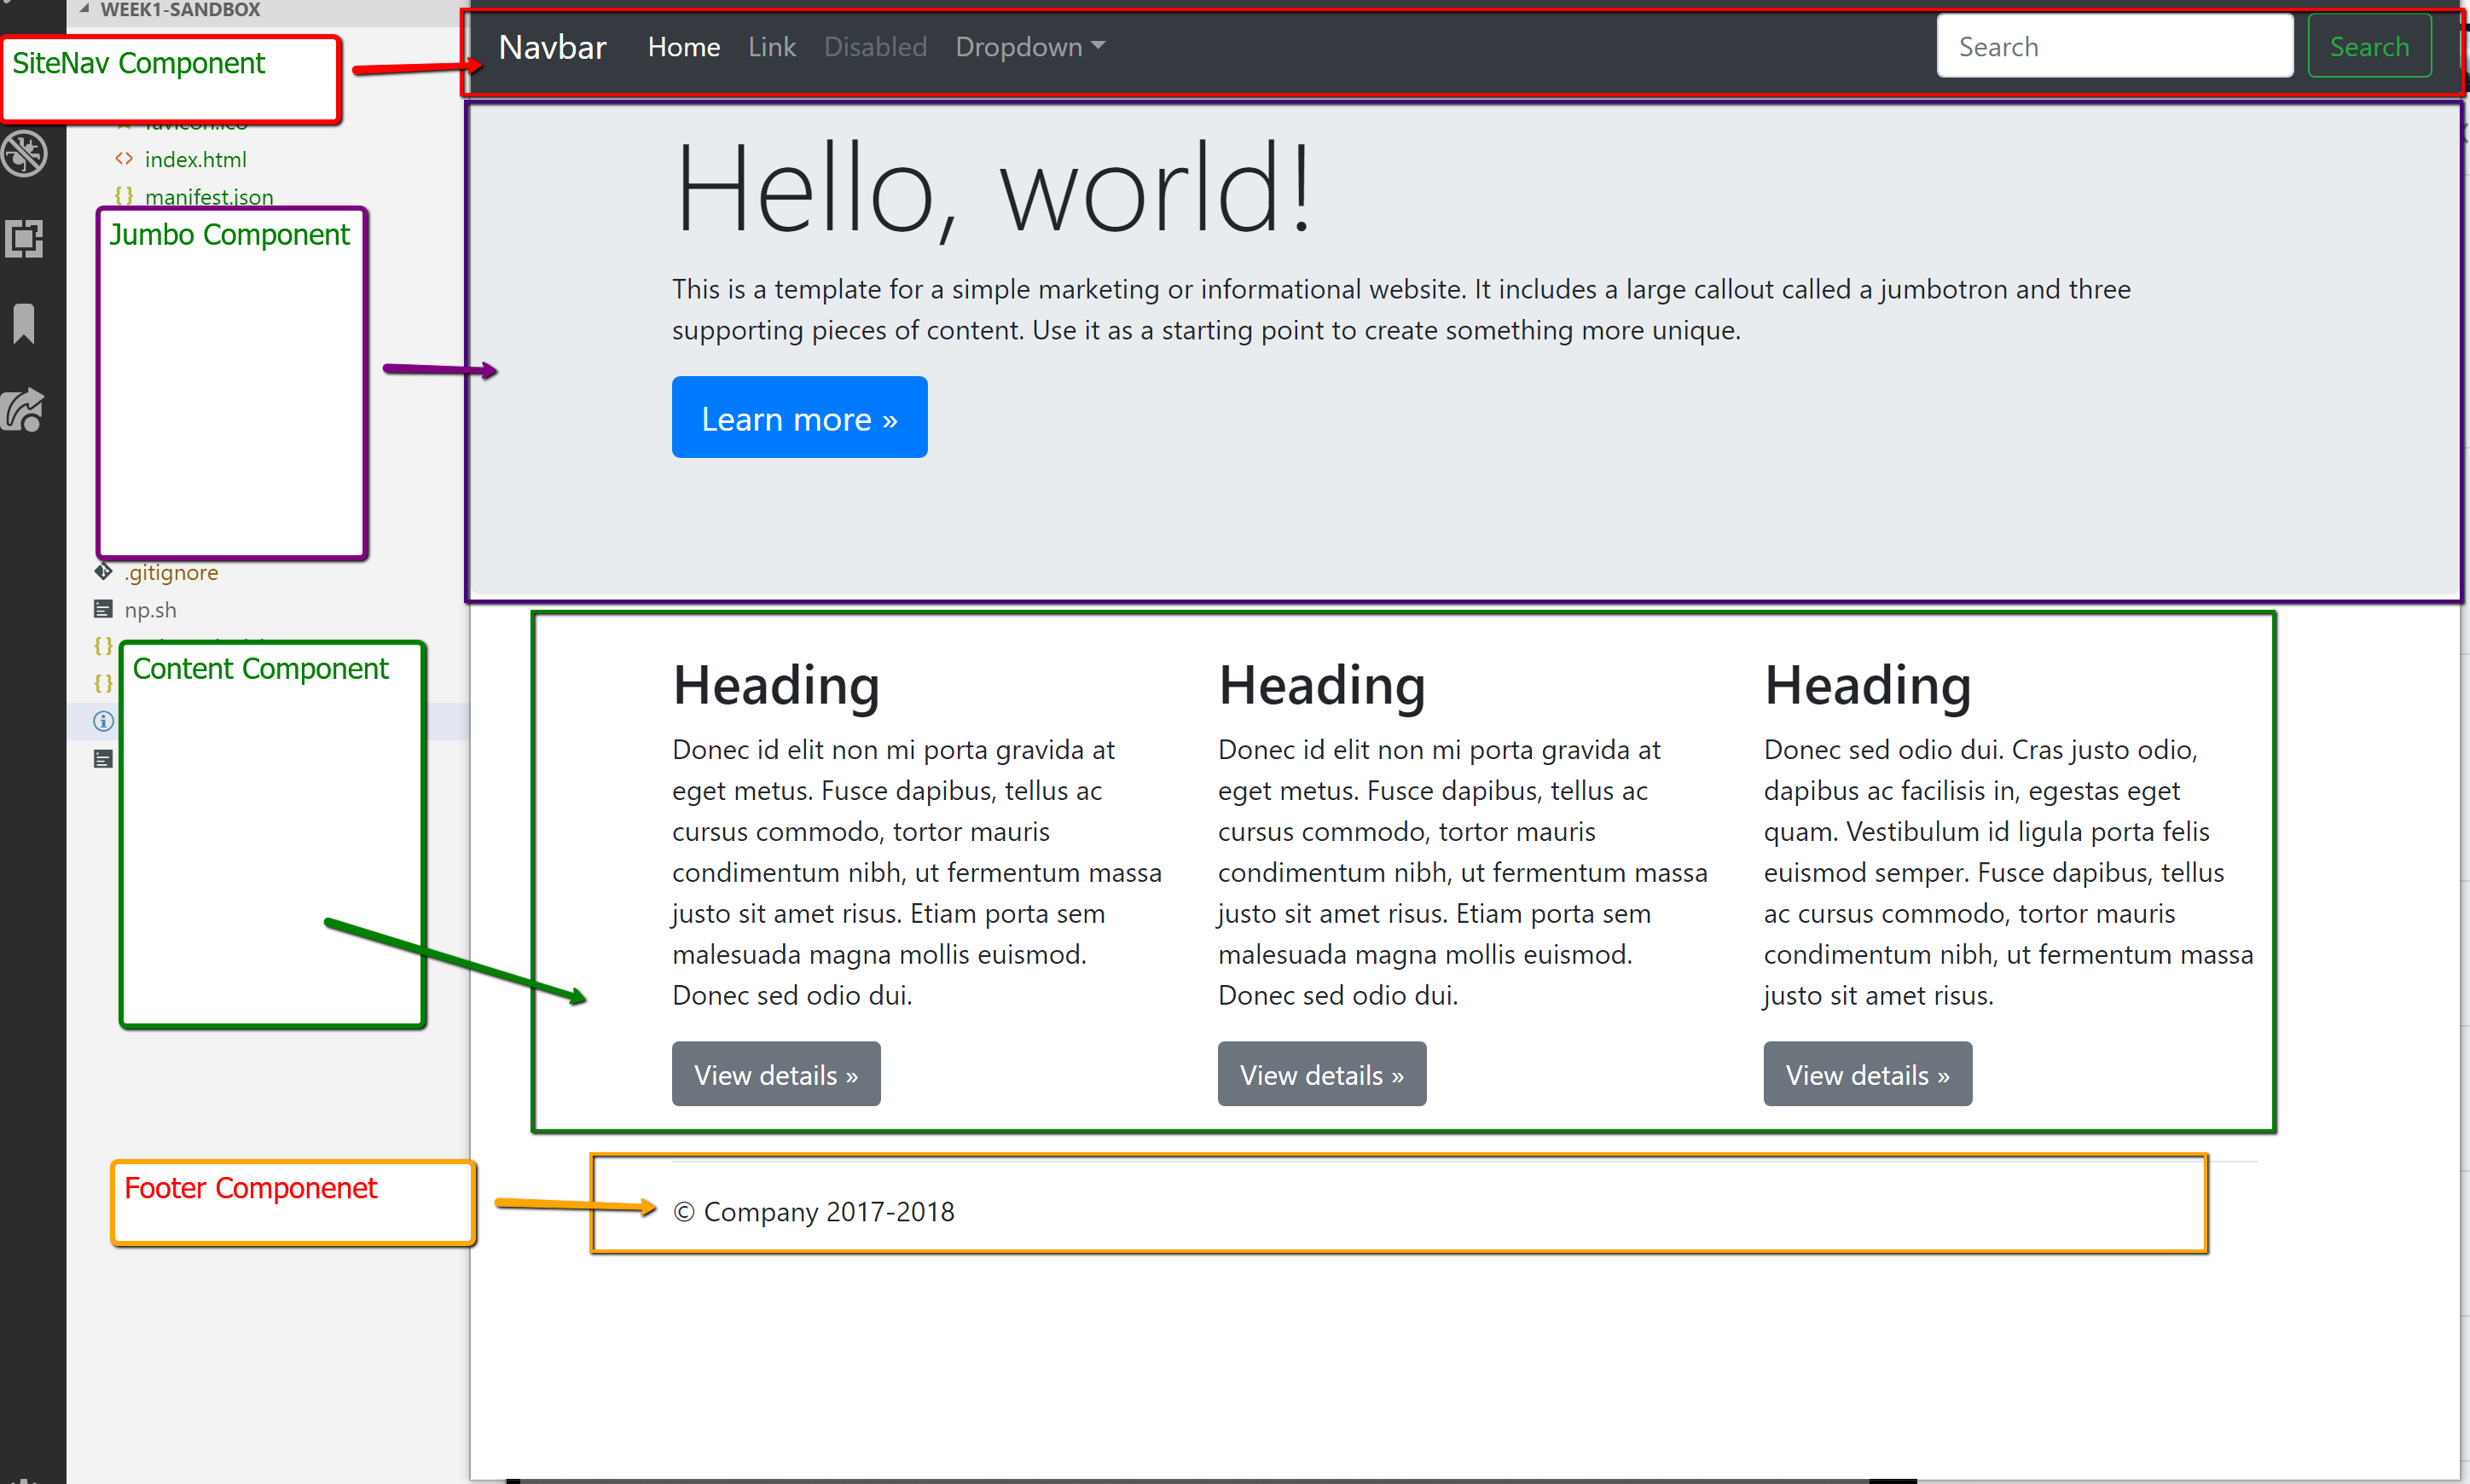 WEEK1-SANDBOX
SiteNav Component
Navbar Home Link Disabled Dropdown Search Search
favicon.ico
index.html
manifest.json
Jumbo Component
Hello, world!
This is a template for a simple marketing or informational website. It includes a large callout called a jumbotron and three
supporting pieces of content. Use it as a starting point to create something more unique.
Learn more »
.gitignore
np.sh
Content Component
Heading
Donec id elit non mi porta gravida at
eget metus. Fusce dapibus, tellus ac
cursus commodo, tortor mauris
condimentum nibh, ut fermentum massa
justo sit amet risus. Etiam porta sem
malesuada magna mollis euismod.
Donec sed odio dui.
View details »
Heading
Donec id elit non mi porta gravida at
eget metus. Fusce dapibus, tellus ac
cursus commodo, tortor mauris
condimentum nibh, ut fermentum massa
justo sit amet risus. Etiam porta sem
malesuada magna mollis euismod.
Donec sed odio dui.
View details »
Heading
Donec sed odio dui. Cras justo odio,
dapibus ac facilisis in, egestas eget
quam. Vestibulum id ligula porta felis
euismod semper. Fusce dapibus, tellus
ac cursus commodo, tortor mauris
condimentum nibh, ut fermentum massa
justo sit amet risus.
View details »
Footer Componenet
© Company 2017-2018